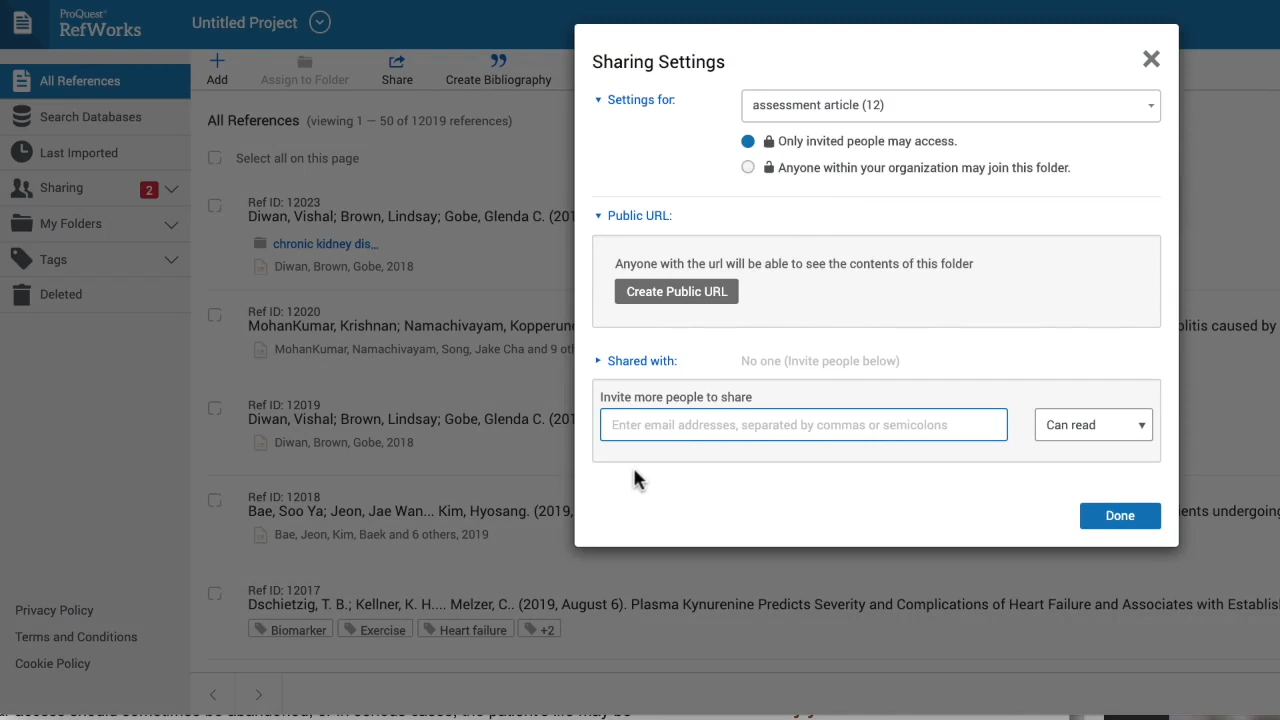 ProQuest
RefWorks
Untitled Project
All References
Search Databases
Last Imported
Sharing 2
My Folders
Tags
Deleted
Privacy Policy
Terms and Conditions
Cookie Policy
Add
Assign to Folder
Share
Create Bibliography
All References (viewing 1 — 50 of 12019 references)
Select all on this page
Ref ID: 12023
Diwan, Vishal; Brown, Lindsay; Gobe, Glenda C. (201
chronic kidney dis...
Diwan, Brown, Gobe, 2018
Ref ID: 12020
MohanKumar, Krishnan; Namachivayam, Kopperun
olitis caused by
MohanKumar, Namachivayam, Song, Jake Cha and 9 ot
Ref ID: 12019
Diwan, Vishal; Brown, Lindsay; Gobe, Glenda C. (201
Diwan, Brown, Gobe, 2018
Ref ID: 12018
Bae, Soo Ya; Jeon, Jae Wan... Kim, Hyosang. (2019,
ents undergoing
Bae, Jeon, Kim, Baek and 6 others, 2019
Ref ID: 12017
Dschietzig, T. B.; Kellner, K. H.... Melzer, C.. (2019, August 6). Plasma Kynurenine Predicts Severity and Complications of Heart Failure and Associates with Establis
Biomarker Exercise Heart failure +2
Sharing Settings
Settings for:
assessment article (12)
Only invited people may access.
Anyone within your organization may join this folder.
Public URL:
Anyone with the url will be able to see the contents of this folder
Create Public URL
Shared with: No one (Invite people below)
Invite more people to share
Enter email addresses, separated by commas or semicolons
Can read
Done